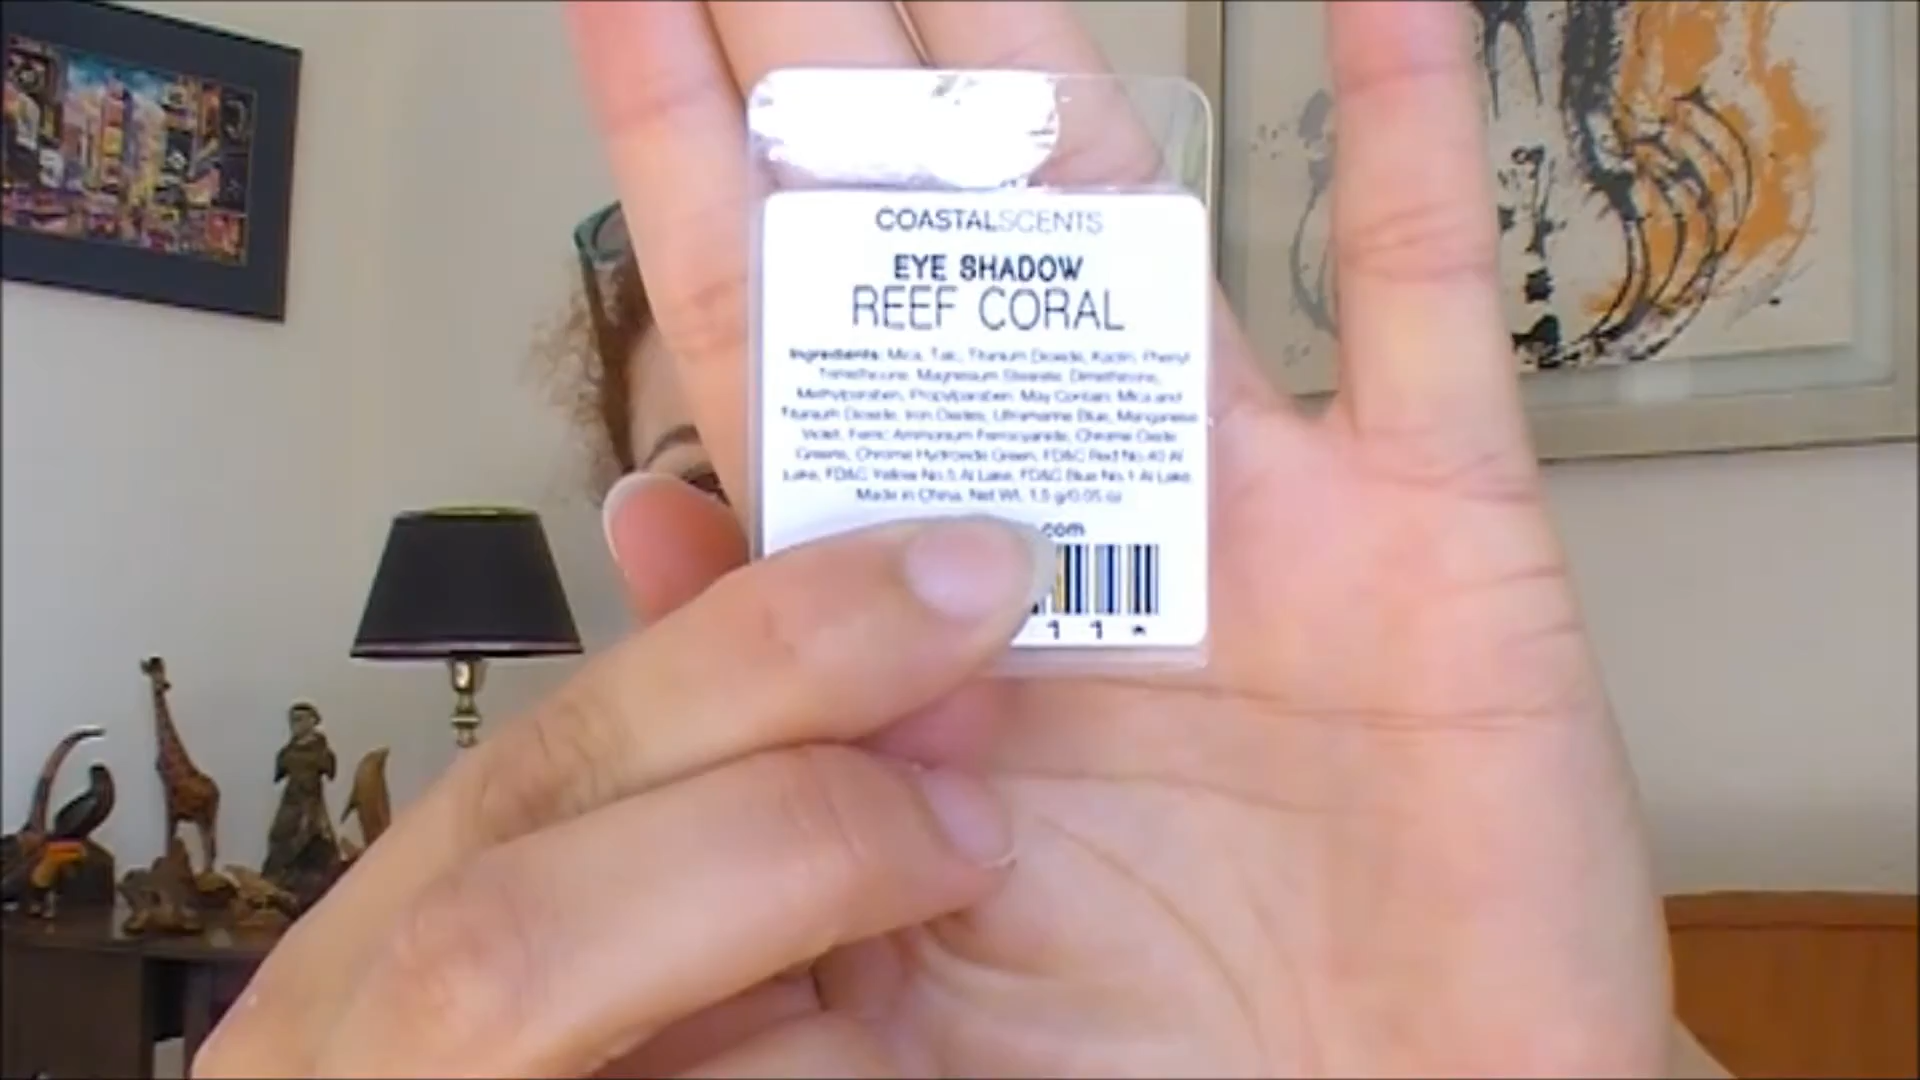 COASTALSCENTS
EYE SHADOW
REEF CORAL
Ingredients: Mica, Talc, Titanium Dioxide, Kaolin, Phenyl
Trimethicone, Magnesium Stearate, Dimethicone,
Methylparaben, Propylparaben. May Contain: Mica and
Titanium Dioxide, Iron Oxides, Ultramarine Blue, Manganese
Violet, Ferric Ammonium Ferrocyanide, Chrome Oxide
Greens, Chrome Hydroxide Green, FD&C Red No.40 Al
Lake, FD&C Yellow No.5 Al Lake, FD&C Blue No.1 Al Lake.
Made in China. Net Wt. 1.5 g/0.05 oz
.com
1 1 *